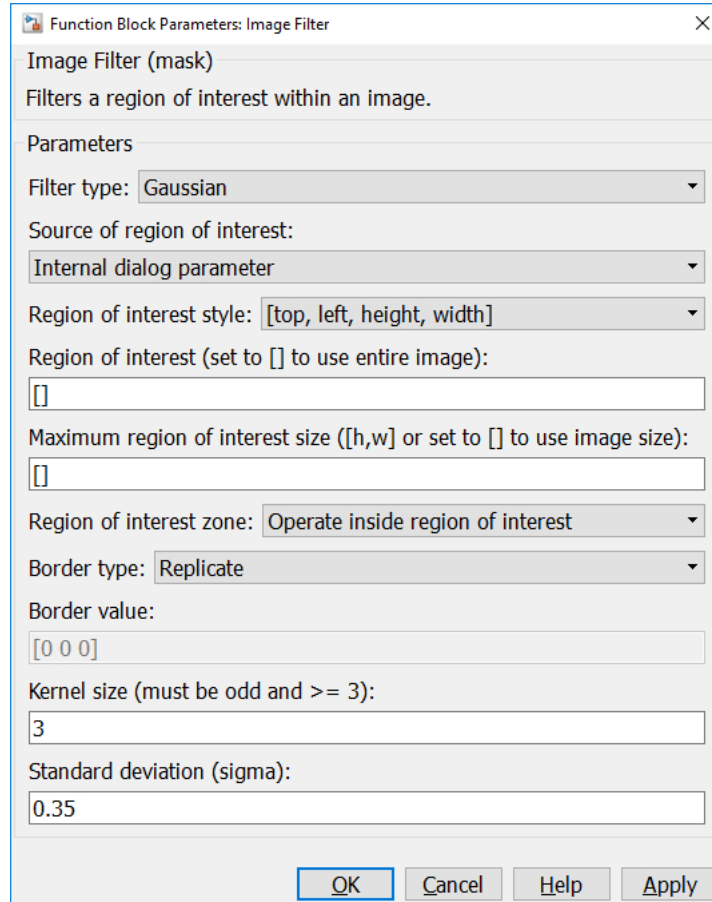 Function Block Parameters: Image Filter
Image Filter (mask)
Filters a region of interest within an image.
Parameters
Filter type: Gaussian
Source of region of interest:
Internal dialog parameter
Region of interest style: [top, left, height, width]
Region of interest (set to [] to use entire image):
[]
Maximum region of interest size ([h,w] or set to [] to use image size):
[]
Region of interest zone: Operate inside region of interest
Border type: Replicate
Border value:
[0 0 0]
Kernel size (must be odd and >= 3):
3
Standard deviation (sigma):
0.35
OK Cancel Help Apply